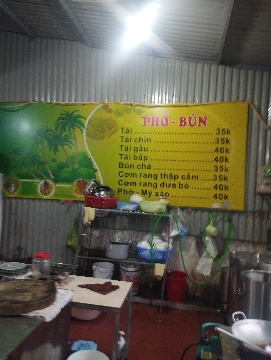 PHỞ - BÚN
Tái ........................ 35k
Tái chín ................. 35k
Tái gầu .................. 40k
Tái bắp .................. 40k
Bún chả ................. 35k
Cơm rang thập cẩm .... 35k
Cơm rang dưa bò ..... 40k
Phở - Mỳ xào ........... 40k